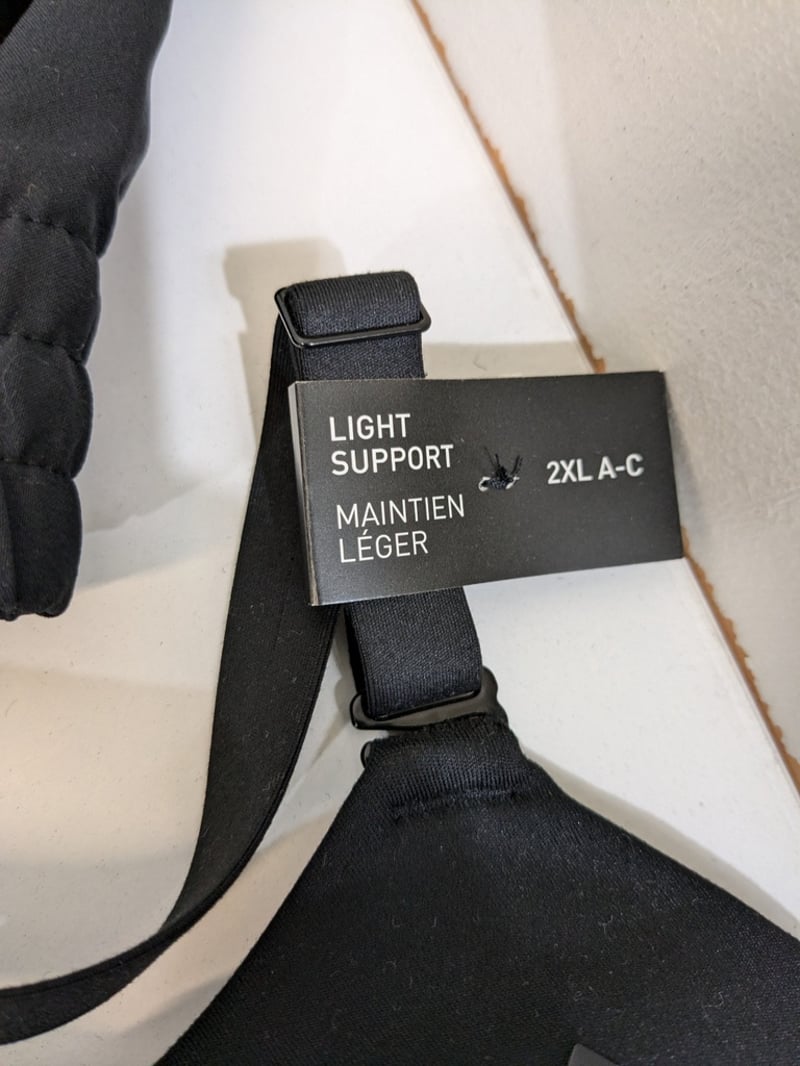 LIGHT
SUPPORT
MAINTIEN
LÉGER
2XL A-C